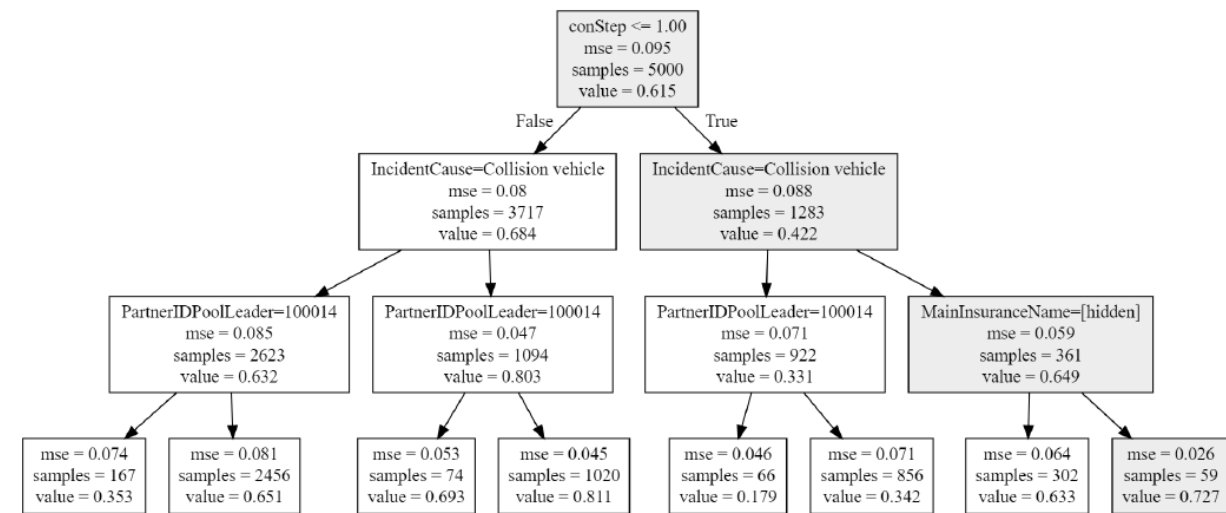 conStep <= 1.00
mse = 0.095
samples = 5000
value = 0.615
False
True
IncidentCause=Collision vehicle
mse = 0.08
samples = 3717
value = 0.684
IncidentCause=Collision vehicle
mse = 0.088
samples = 1283
value = 0.422
PartnerIDPoolLeader=100014
mse = 0.085
samples = 2623
value = 0.632
PartnerIDPoolLeader=100014
mse = 0.047
samples = 1094
value = 0.803
PartnerIDPoolLeader=100014
mse = 0.071
samples = 922
value = 0.331
MainInsuranceName=[hidden]
mse = 0.059
samples = 361
value = 0.649
mse = 0.074
samples = 167
value = 0.353
mse = 0.081
samples = 2456
value = 0.651
mse = 0.053
samples = 74
value = 0.693
mse = 0.045
samples = 1020
value = 0.811
mse = 0.046
samples = 66
value = 0.179
mse = 0.071
samples = 856
value = 0.342
mse = 0.064
samples = 302
value = 0.633
mse = 0.026
samples = 59
value = 0.727